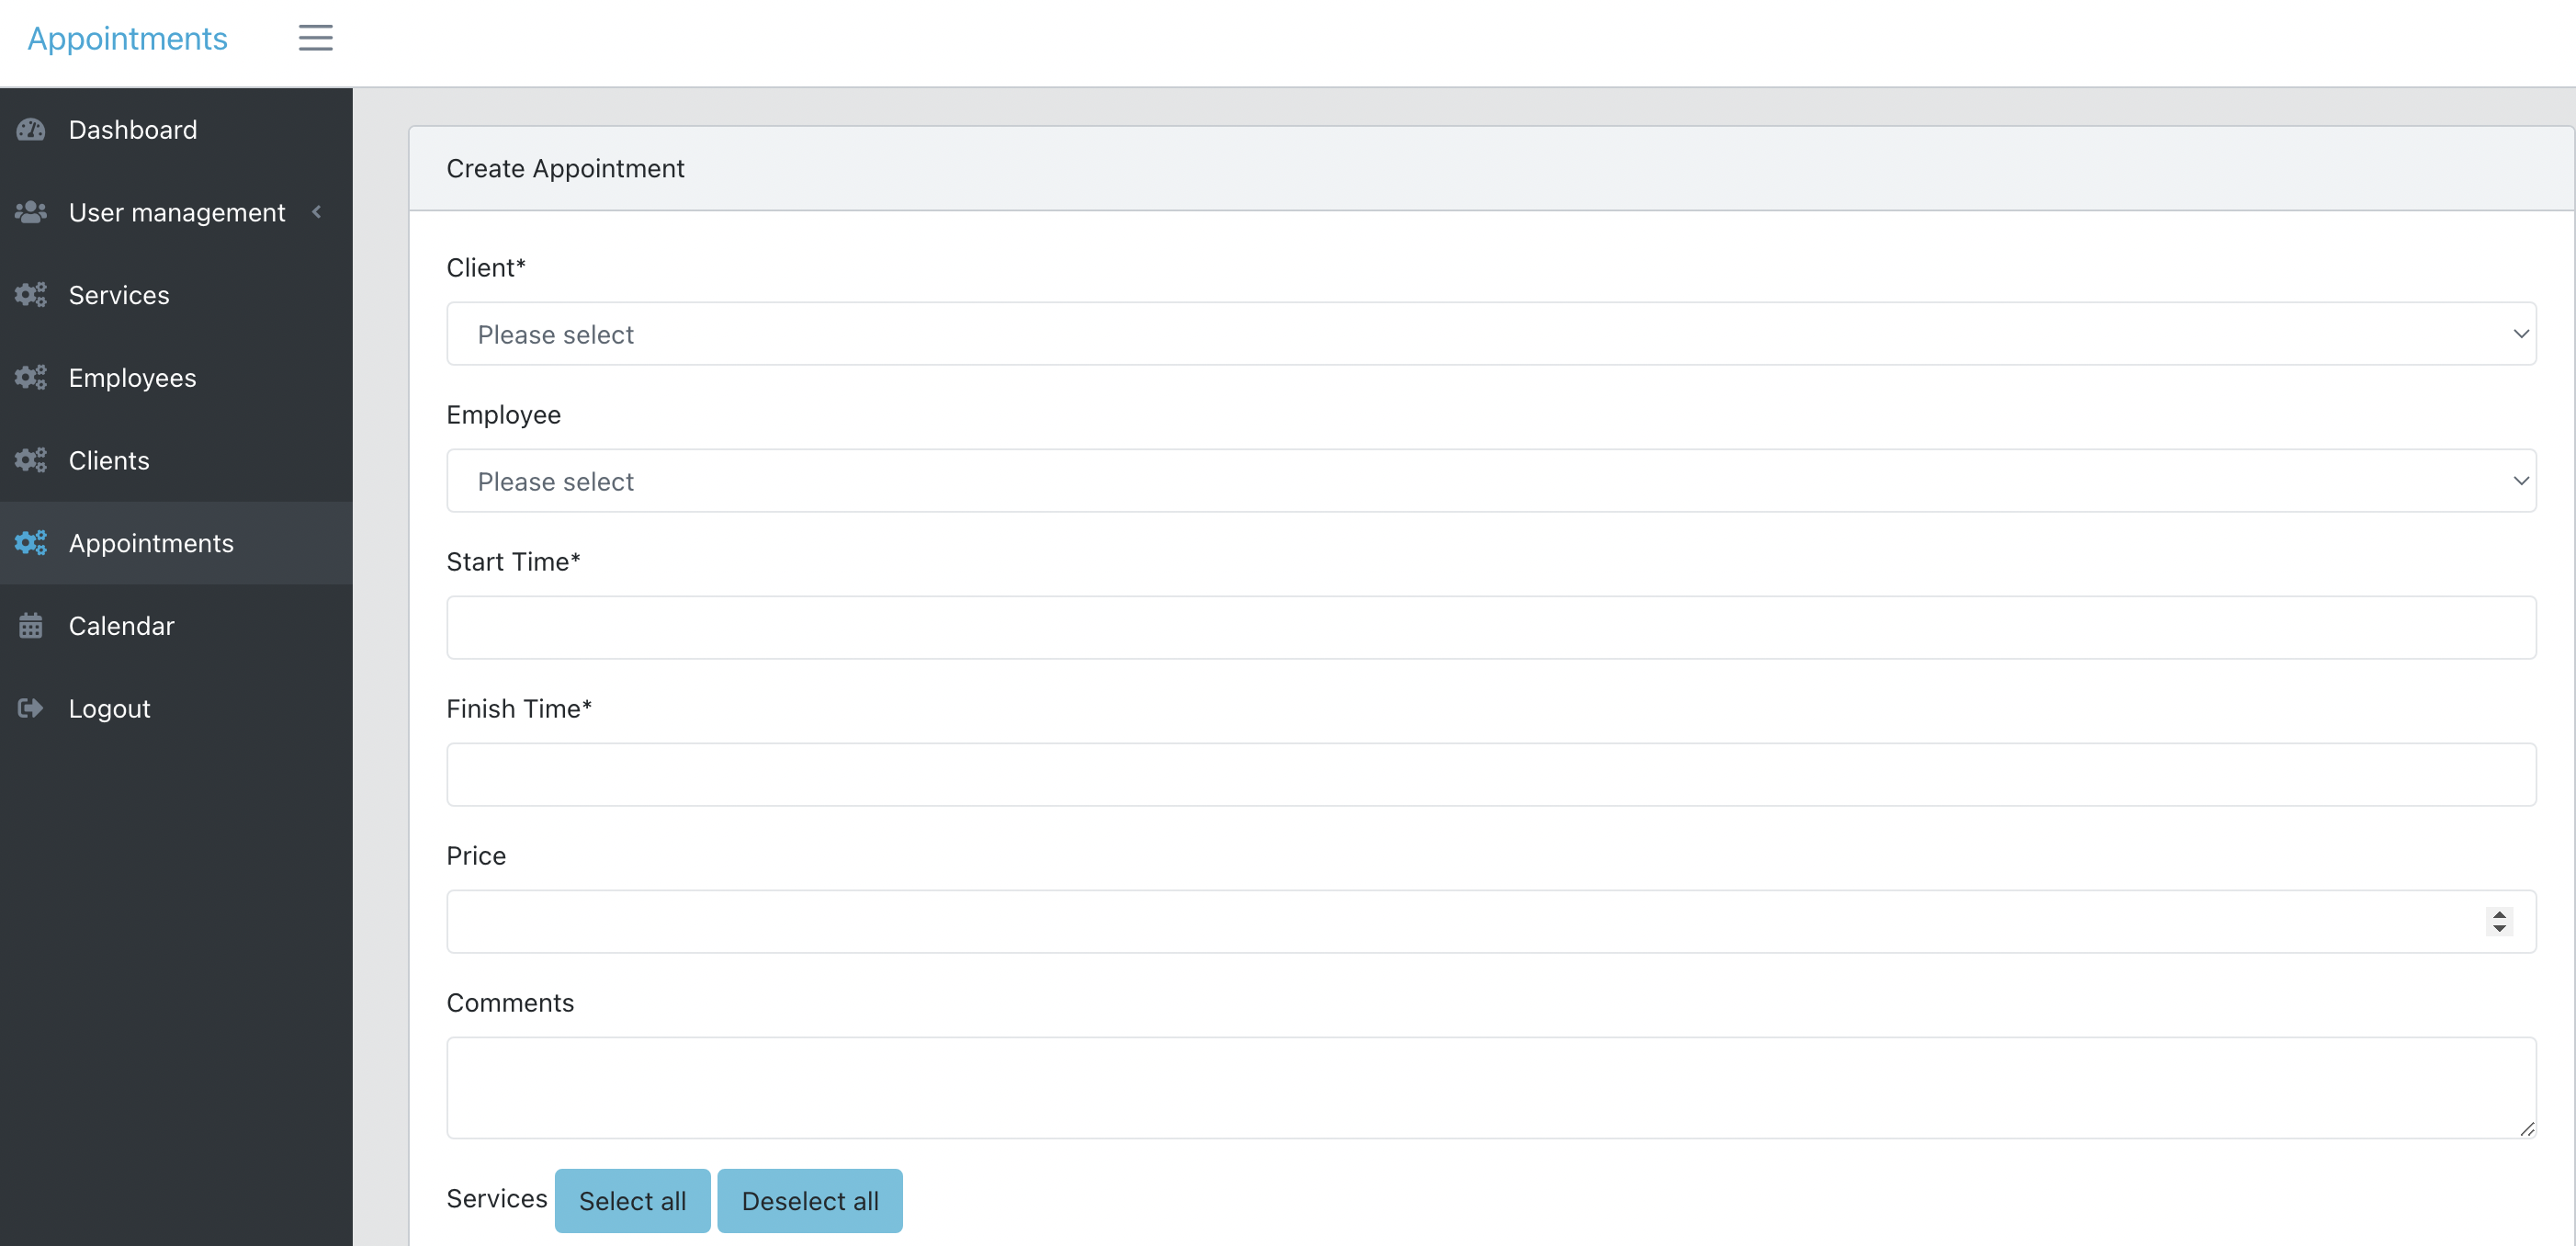 Appointments
Dashboard
User management
Services
Employees
Clients
Appointments
Calendar
Logout
Create Appointment
Client*
Please select
Employee
Please select
Start Time*
Finish Time*
Price
Comments
Services Select all Deselect all